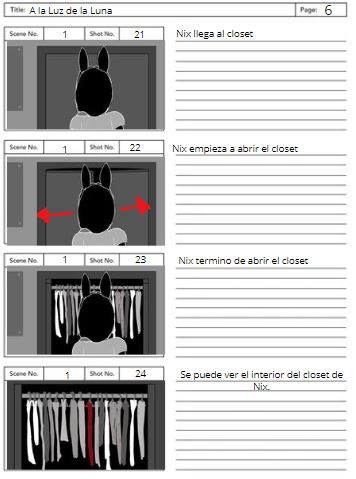 Title: A la Luz de la Luna Page: 6
Scene No. 1 Shot No. 21
Nix llega al closet
Scene No. 1 Shot No. 22
Nix empieza a abrir el closet
Scene No. 1 Shot No. 23
Nix termino de abrir el closet
Scene No. 1 Shot No. 24
Se puede ver el interior del closet de
Nix.